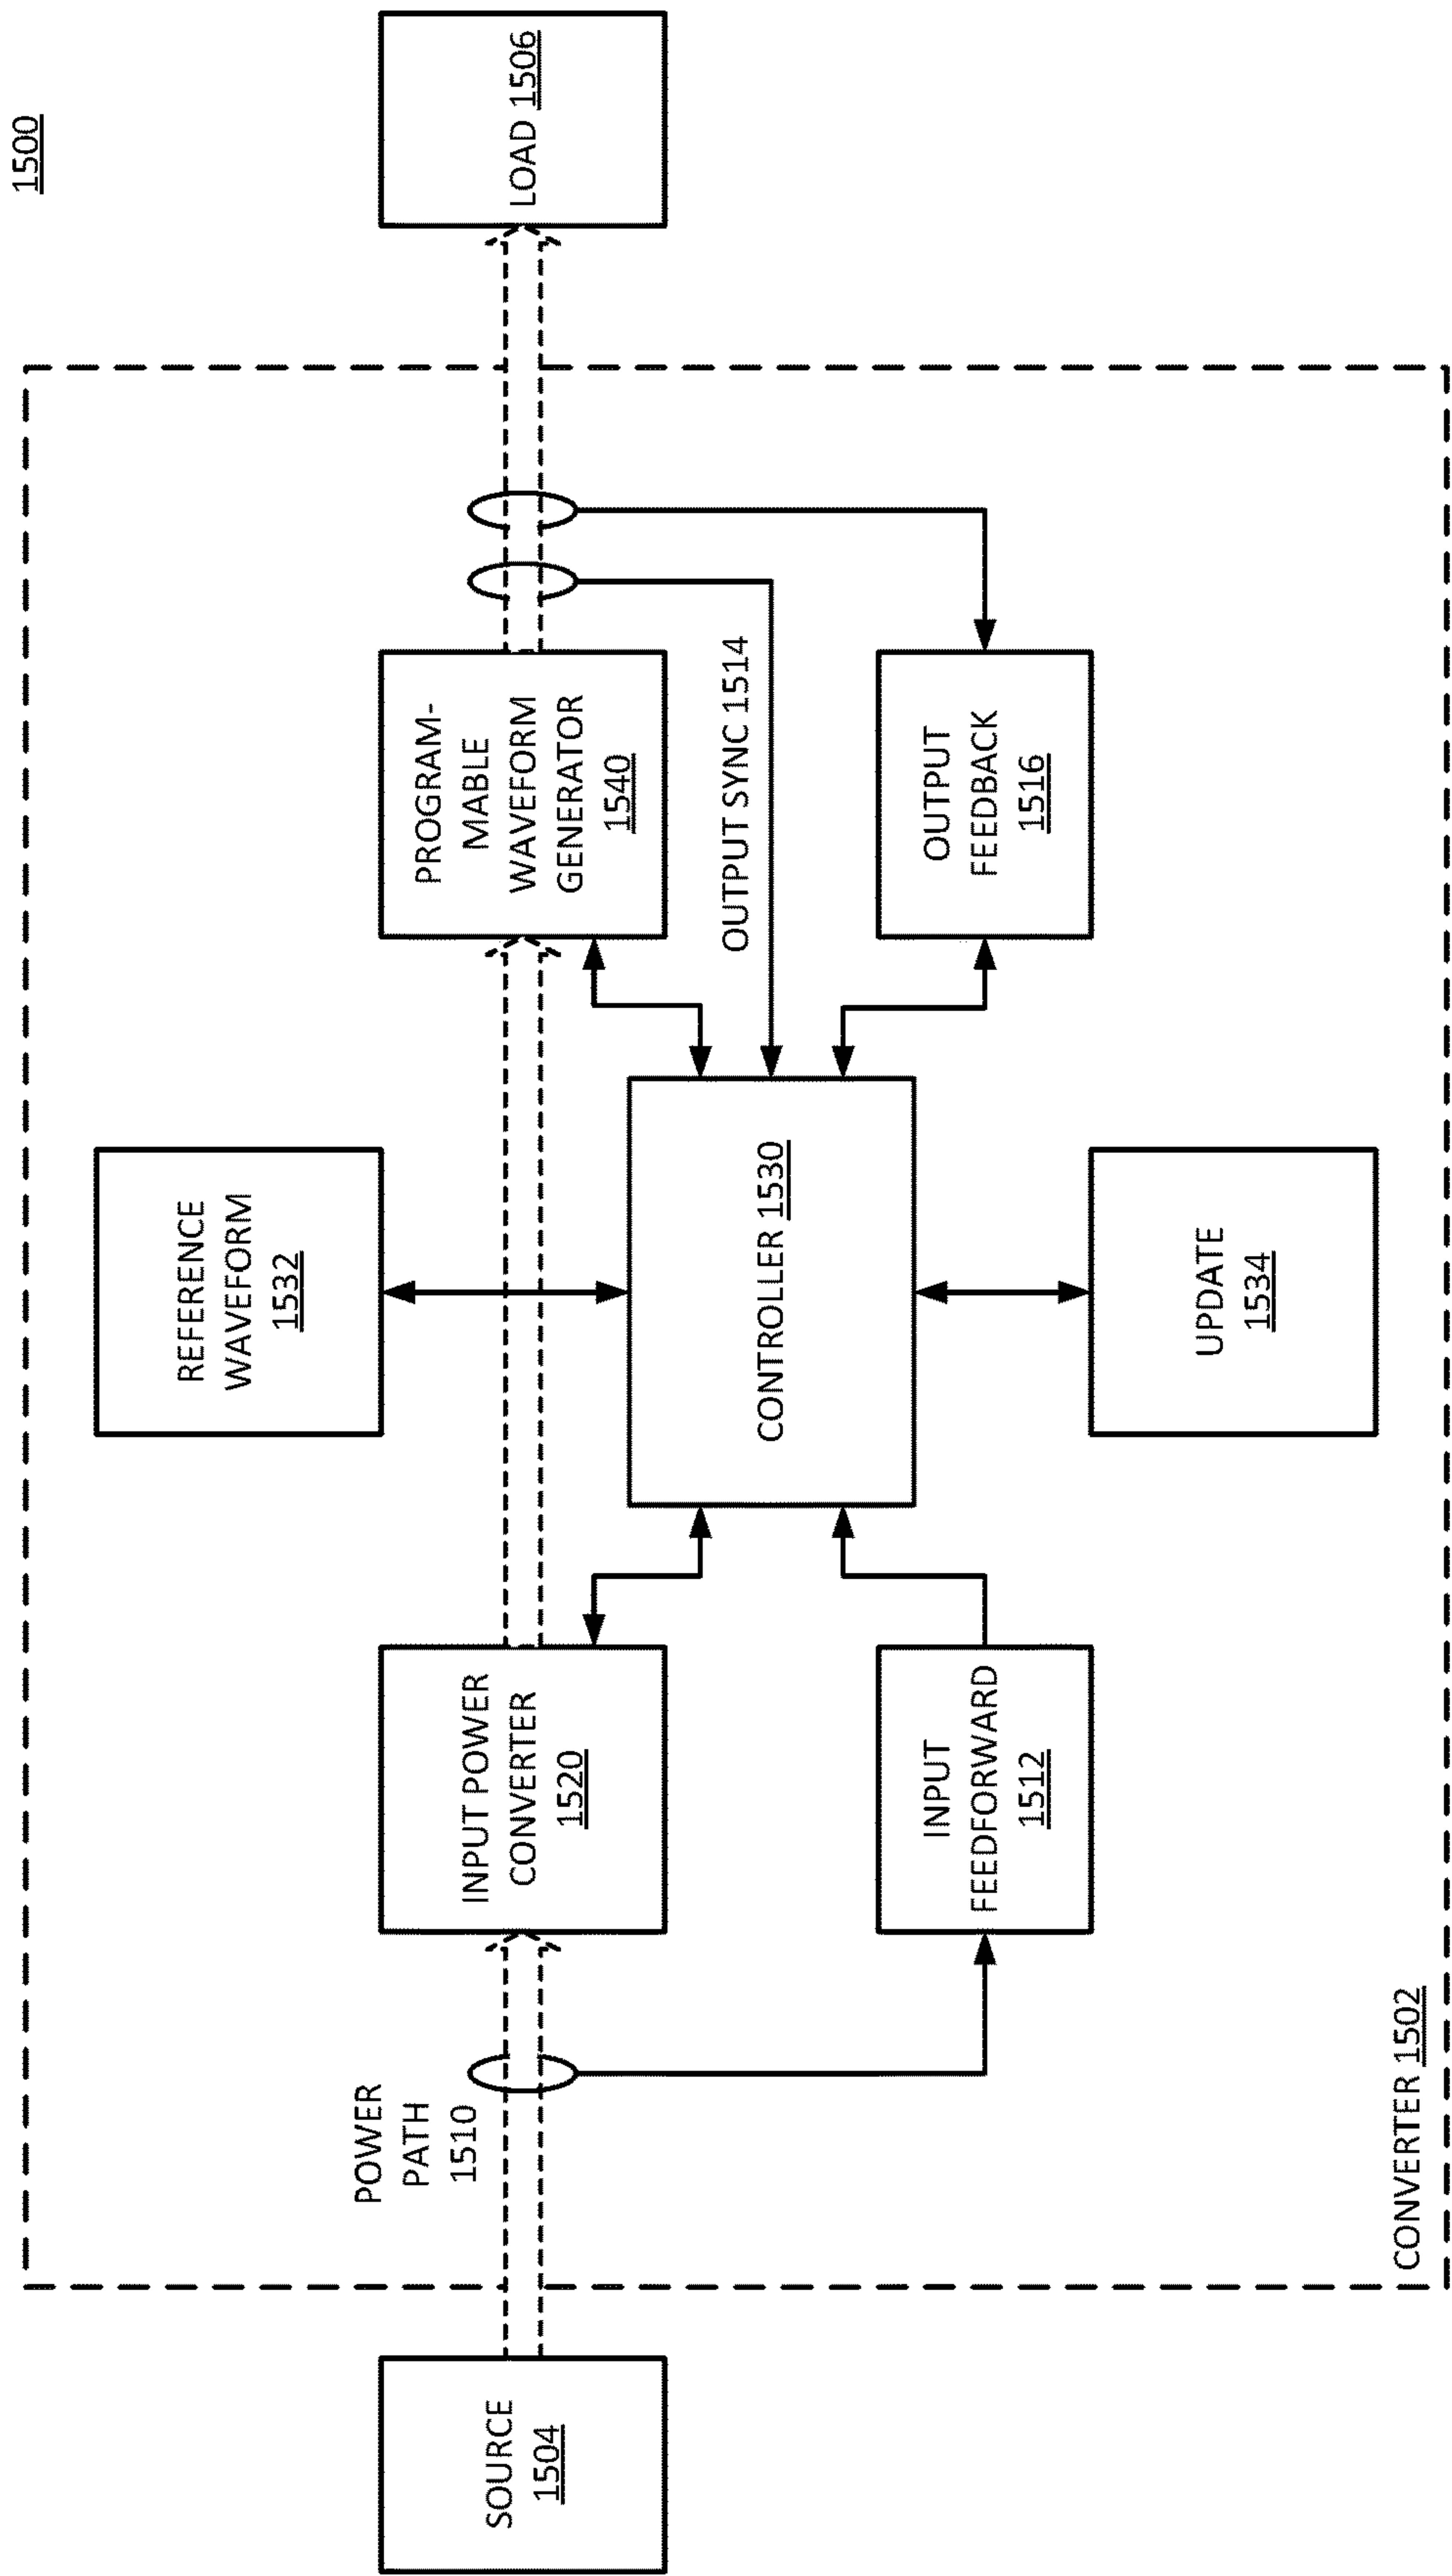 1500
REFERENCE
WAVEFORM
1532
POWER
PATH
1510
SOURCE
1504
INPUT POWER
CONVERTER
1520
PROGRAM-
MABLE
WAVEFORM
GENERATOR
1540
LOAD 1506
CONTROLLER 1530
OUTPUT SYNC 1514
INPUT
FEEDFORWARD
1512
OUTPUT
FEEDBACK
1516
UPDATE
1534
CONVERTER 1502